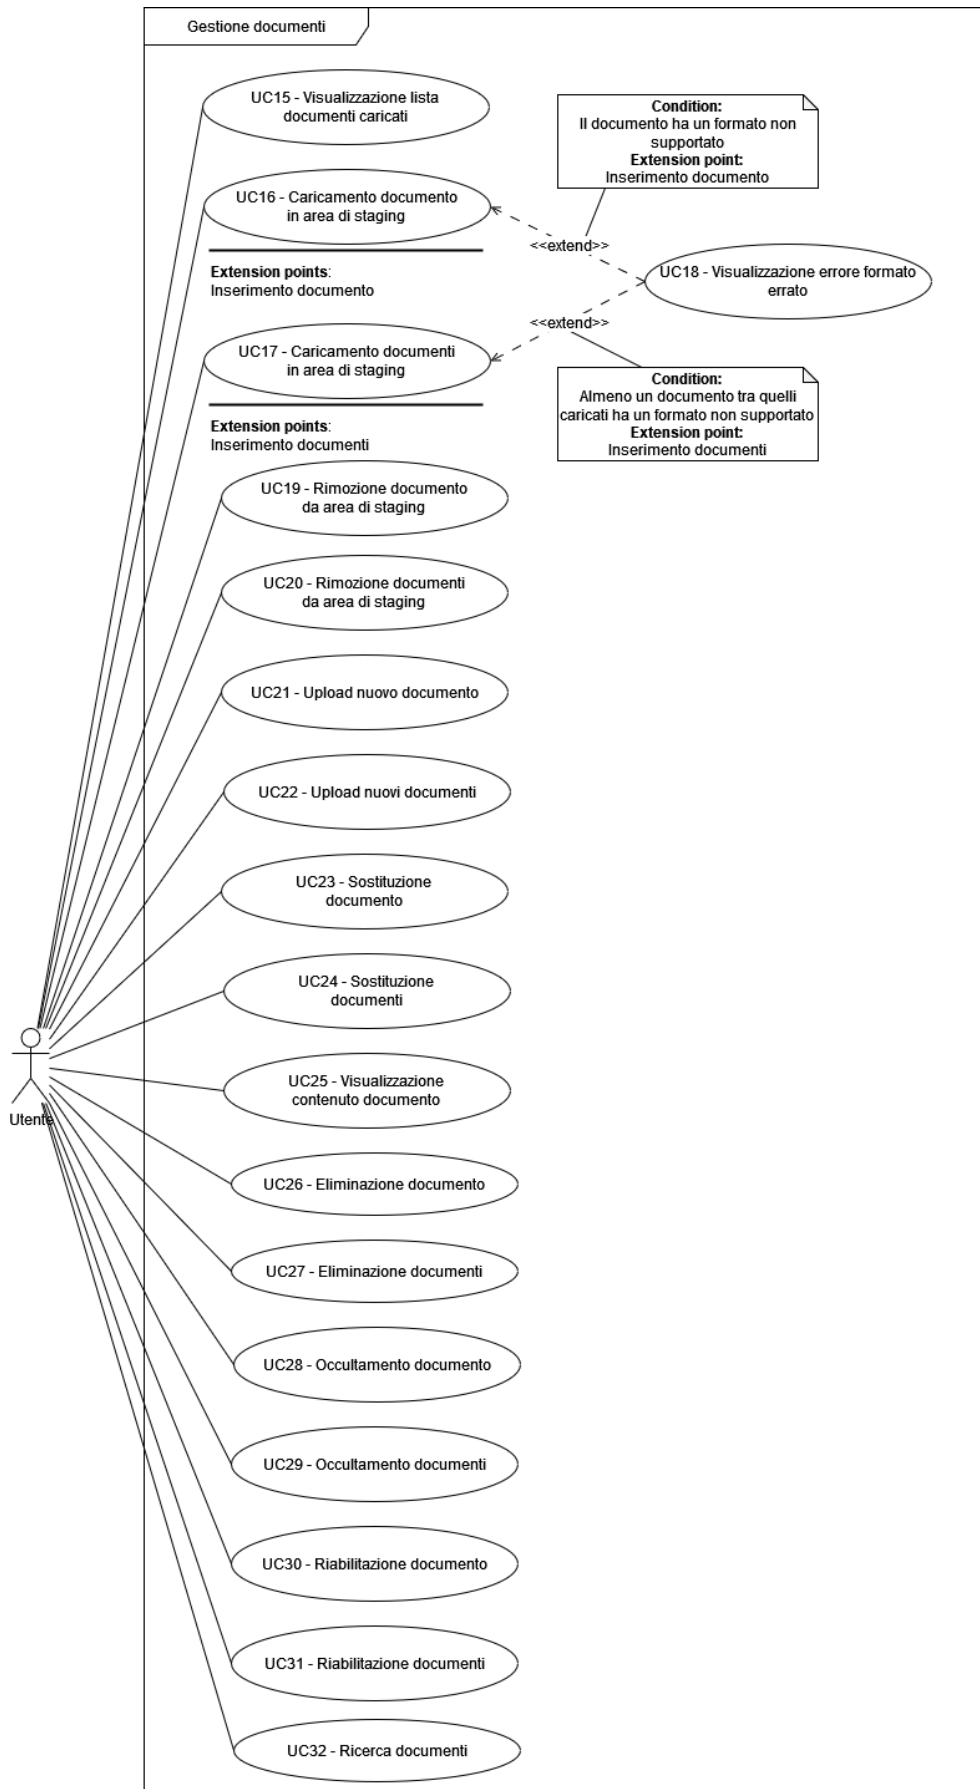 Gestione documenti
UC15 - Visualizzazione lista
documenti caricati
Condition:
Il documento ha un formato non
supportato
Extension point:
Inserimento documento
UC16 - Caricamento documento
in area di staging
<<extend>>
Extension points:
Inserimento documento
UC18 - Visualizzazione errore formato
errato
<<extend>>
UC17 - Caricamento documenti
in area di staging
Condition:
Almeno un documento tra quelli
caricati ha un formato non supportato
Extension point:
Inserimento documenti
Extension points:
Inserimento documenti
UC19 - Rimozione documento
da area di staging
UC20 - Rimozione documenti
da area di staging
UC21 - Upload nuovo documento
UC22 - Upload nuovi documenti
UC23 - Sostituzione
documento
UC24 - Sostituzione
documenti
UC25 - Visualizzazione
contenuto documento
Utente
UC26 - Eliminazione documento
UC27 - Eliminazione documenti
UC28 - Occultamento documento
UC29 - Occultamento documenti
UC30 - Riabilitazione documento
UC31 - Riabilitazione documenti
UC32 - Ricerca documenti